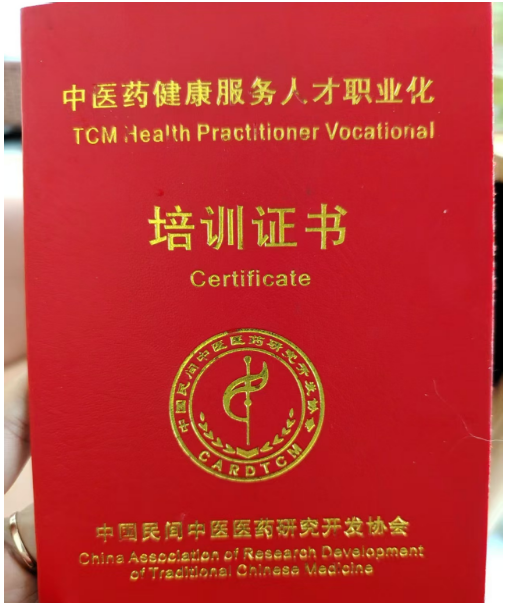 中医药健康服务人才职业化
TCM Health Practitioner Vocational
培训证书
Certificate
中国民间中医医药研究开发协会
CARDTCM
中国民间中医医药研究开发协会
China Association of Research Development
of Traditional Chinese Medicine